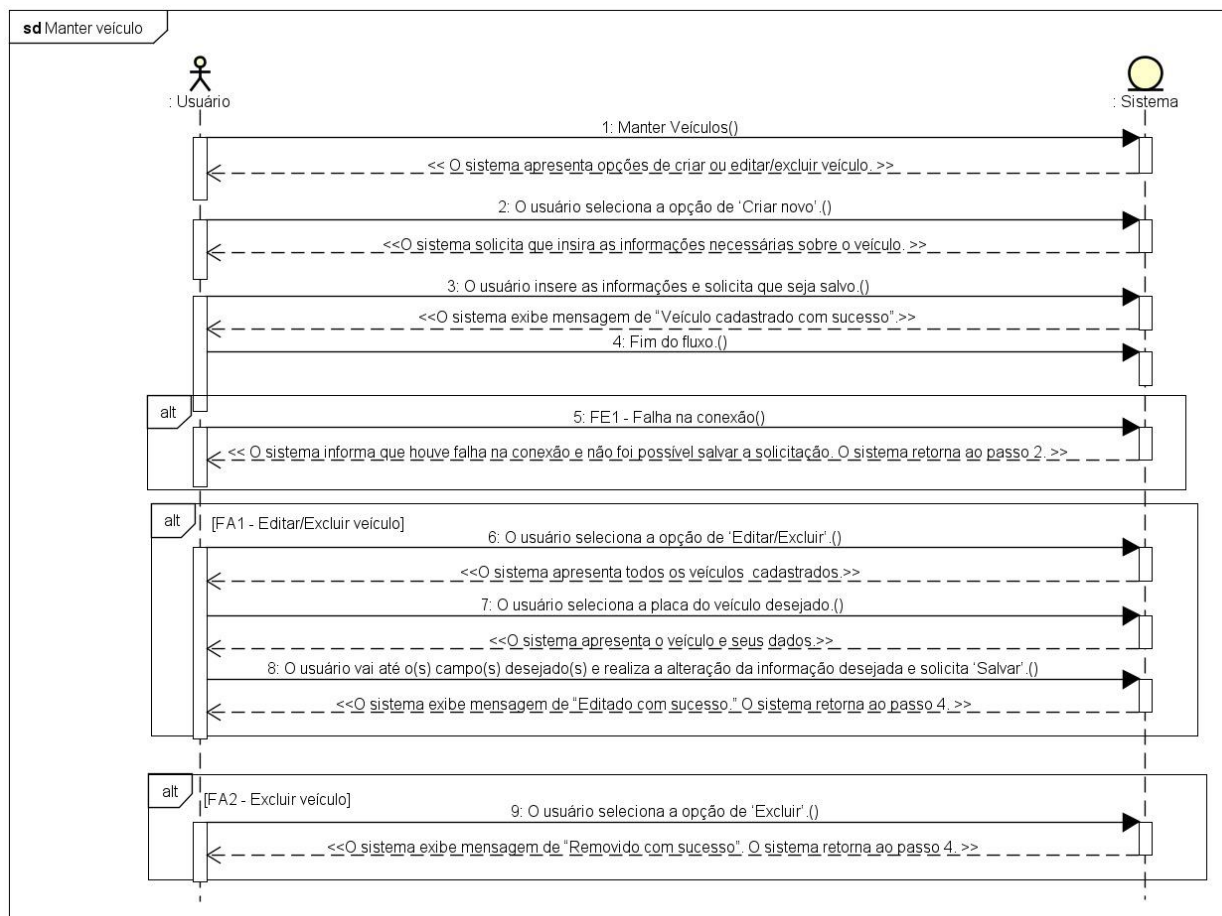 sd Manter veículo
: Usuário
: Sistema
1: Manter Veículos()
<< O sistema apresenta opções de criar ou editar/excluir veículo. >>
2: O usuário seleciona a opção de ‘Criar novo’.()
<<O sistema solicita que insira as informações necessárias sobre o veículo. >>
3: O usuário insere as informações e solicita que seja salvo.()
<<O sistema exibe mensagem de “Veículo cadastrado com sucesso”.>>
4: Fim do fluxo.()
alt
5: FE1 - Falha na conexão()
<< O sistema informa que houve falha na conexão e não foi possível salvar a solicitação. O sistema retorna ao passo 2. >>
alt
[FA1 - Editar/Excluir veículo]
6: O usuário seleciona a opção de ‘Editar/Excluir’.()
<<O sistema apresenta todos os veículos  cadastrados.>>
7: O usuário seleciona a placa do veículo desejado.()
<<O sistema apresenta o veículo e seus dados.>>
8: O usuário vai até o(s) campo(s) desejado(s) e realiza a alteração da informação desejada e solicita ‘Salvar’.()
<<O sistema exibe mensagem de “Editado com sucesso.” O sistema retorna ao passo 4. >>
alt
[FA2 - Excluir veículo]
9: O usuário seleciona a opção de ‘Excluir’.()
<<O sistema exibe mensagem de “Removido com sucesso”. O sistema retorna ao passo 4. >>